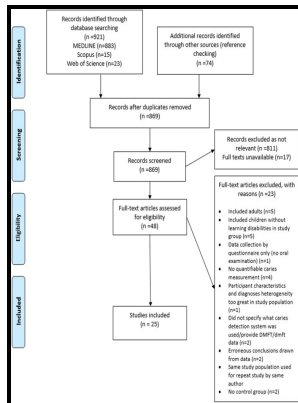 Identification
Records identified through
database searching
(n =921)
MEDLINE (n=883)
Scopus (n=15)
Web of Science (n=23)
Additional records identified
through other sources (reference
checking)
(n =74)
Records after duplicates removed
(n =869)
Screening
Records screened
(n =869)
Records excluded as not
relevant (n =811)
Full texts unavailable (n=17)
Eligibility
Full-text articles assessed
for eligibility
(n =48)
Full-text articles excluded, with
reasons (n =23)
Included adults(n=5)
Included children without
learning disabilities in study
group (n=5)
Data collection by
questionnaire only (no oral
examination) (n=1)
No quantifiable caries
measurement (n=4)
Participant characteristics
and diagnoses heterogeneity
too great in study population
(n=1)
Did not specify what caries
detection system was
used/provide DMFT/dmft
data (n=2)
Erroneous conclusions drawn
from data (n=2)
Same study population used
for repeat study by same
author
No control group (n=2)
Included
Studies included
(n = 25)